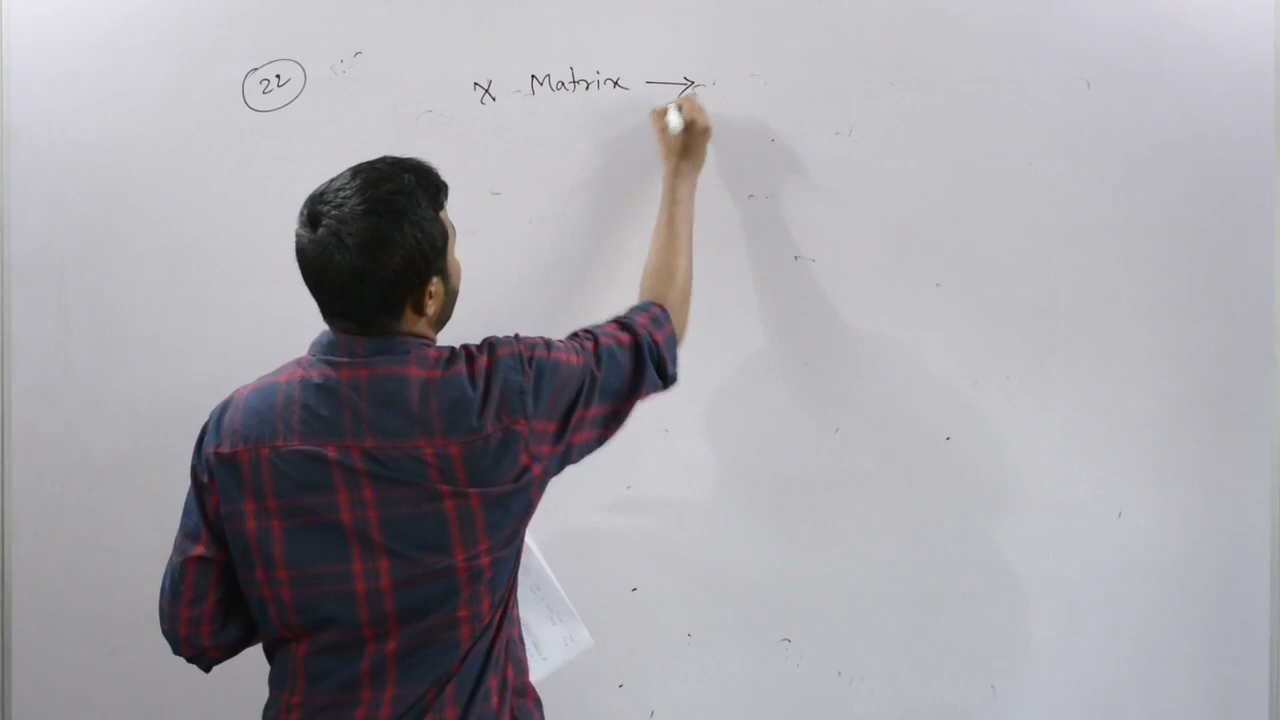 22 X Matrix →